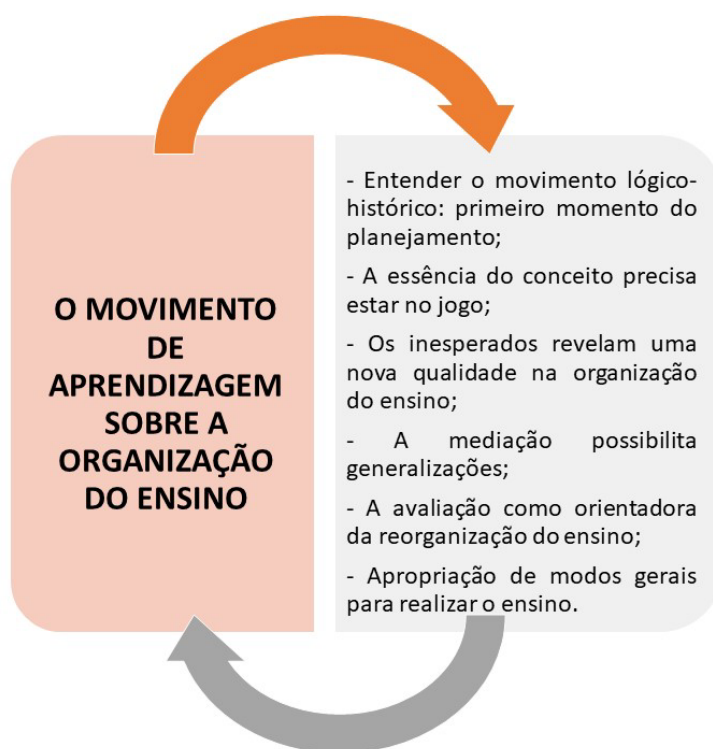 O MOVIMENTO
DE
APRENDIZAGEM
SOBRE A
ORGANIZAÇÃO
DO ENSINO
- Entender o movimento lógico-
histórico: primeiro momento do
planejamento;
- A essência do conceito precisa
estar no jogo;
- Os inesperados revelam uma
nova qualidade na organização
do ensino;
- A mediação possibilita
generalizações;
- A avaliação como orientadora
da reorganização do ensino;
- Apropriação de modos gerais
para realizar o ensino.